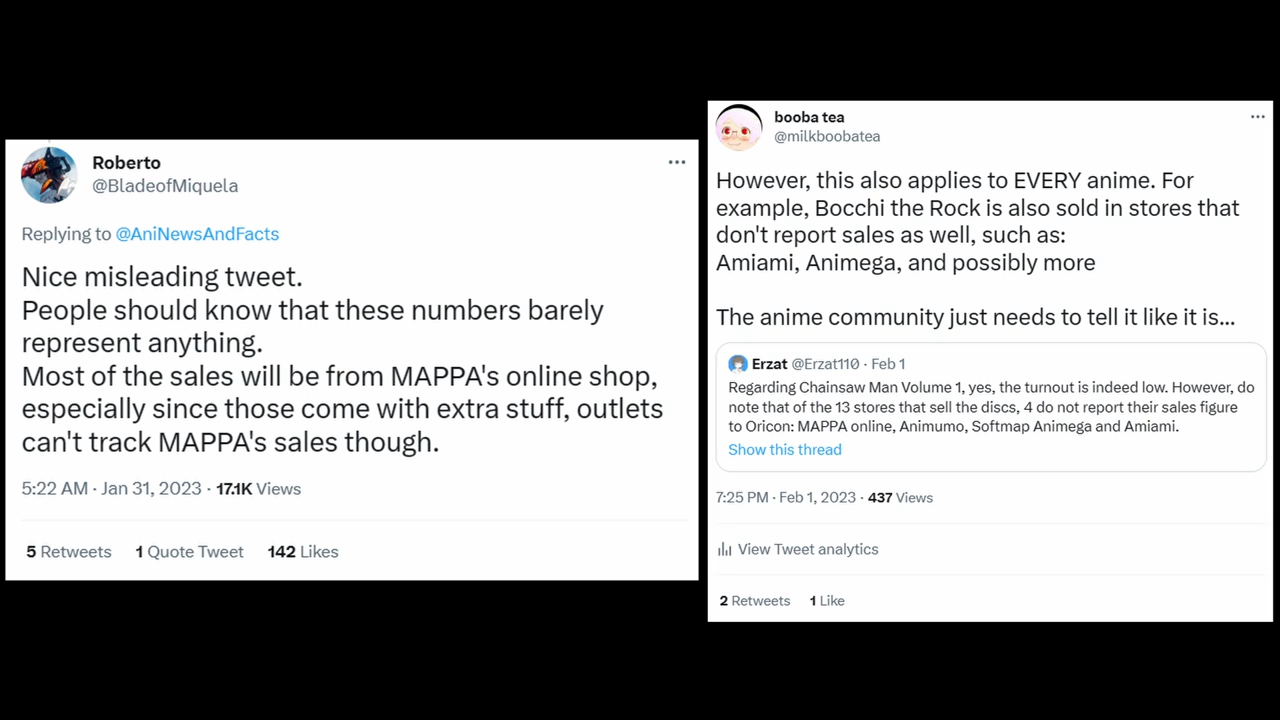 Roberto
@BladeofMiquela
Replying to @AniNewsAndFacts
Nice misleading tweet.
People should know that these numbers barely
represent anything.
Most of the sales will be from MAPPA's online shop,
especially since those come with extra stuff, outlets
can't track MAPPA's sales though.
5:22 AM · Jan 31, 2023 · 17.1K Views
5 Retweets 1 Quote Tweet 142 Likes
booba tea
@milkboobatea
However, this also applies to EVERY anime. For
example, Bocchi the Rock is also sold in stores that
don't report sales as well, such as:
Amiami, Animega, and possibly more
The anime community just needs to tell it like it is...
Erzat @Erzat110 · Feb 1
Regarding Chainsaw Man Volume 1, yes, the turnout is indeed low. However, do
note that of the 13 stores that sell the discs, 4 do not report their sales figure
to Oricon: MAPPA online, Animumo, Softmap Animega and Amiami.
Show this thread
7:25 PM · Feb 1, 2023 · 437 Views
View Tweet analytics
2 Retweets 1 Like